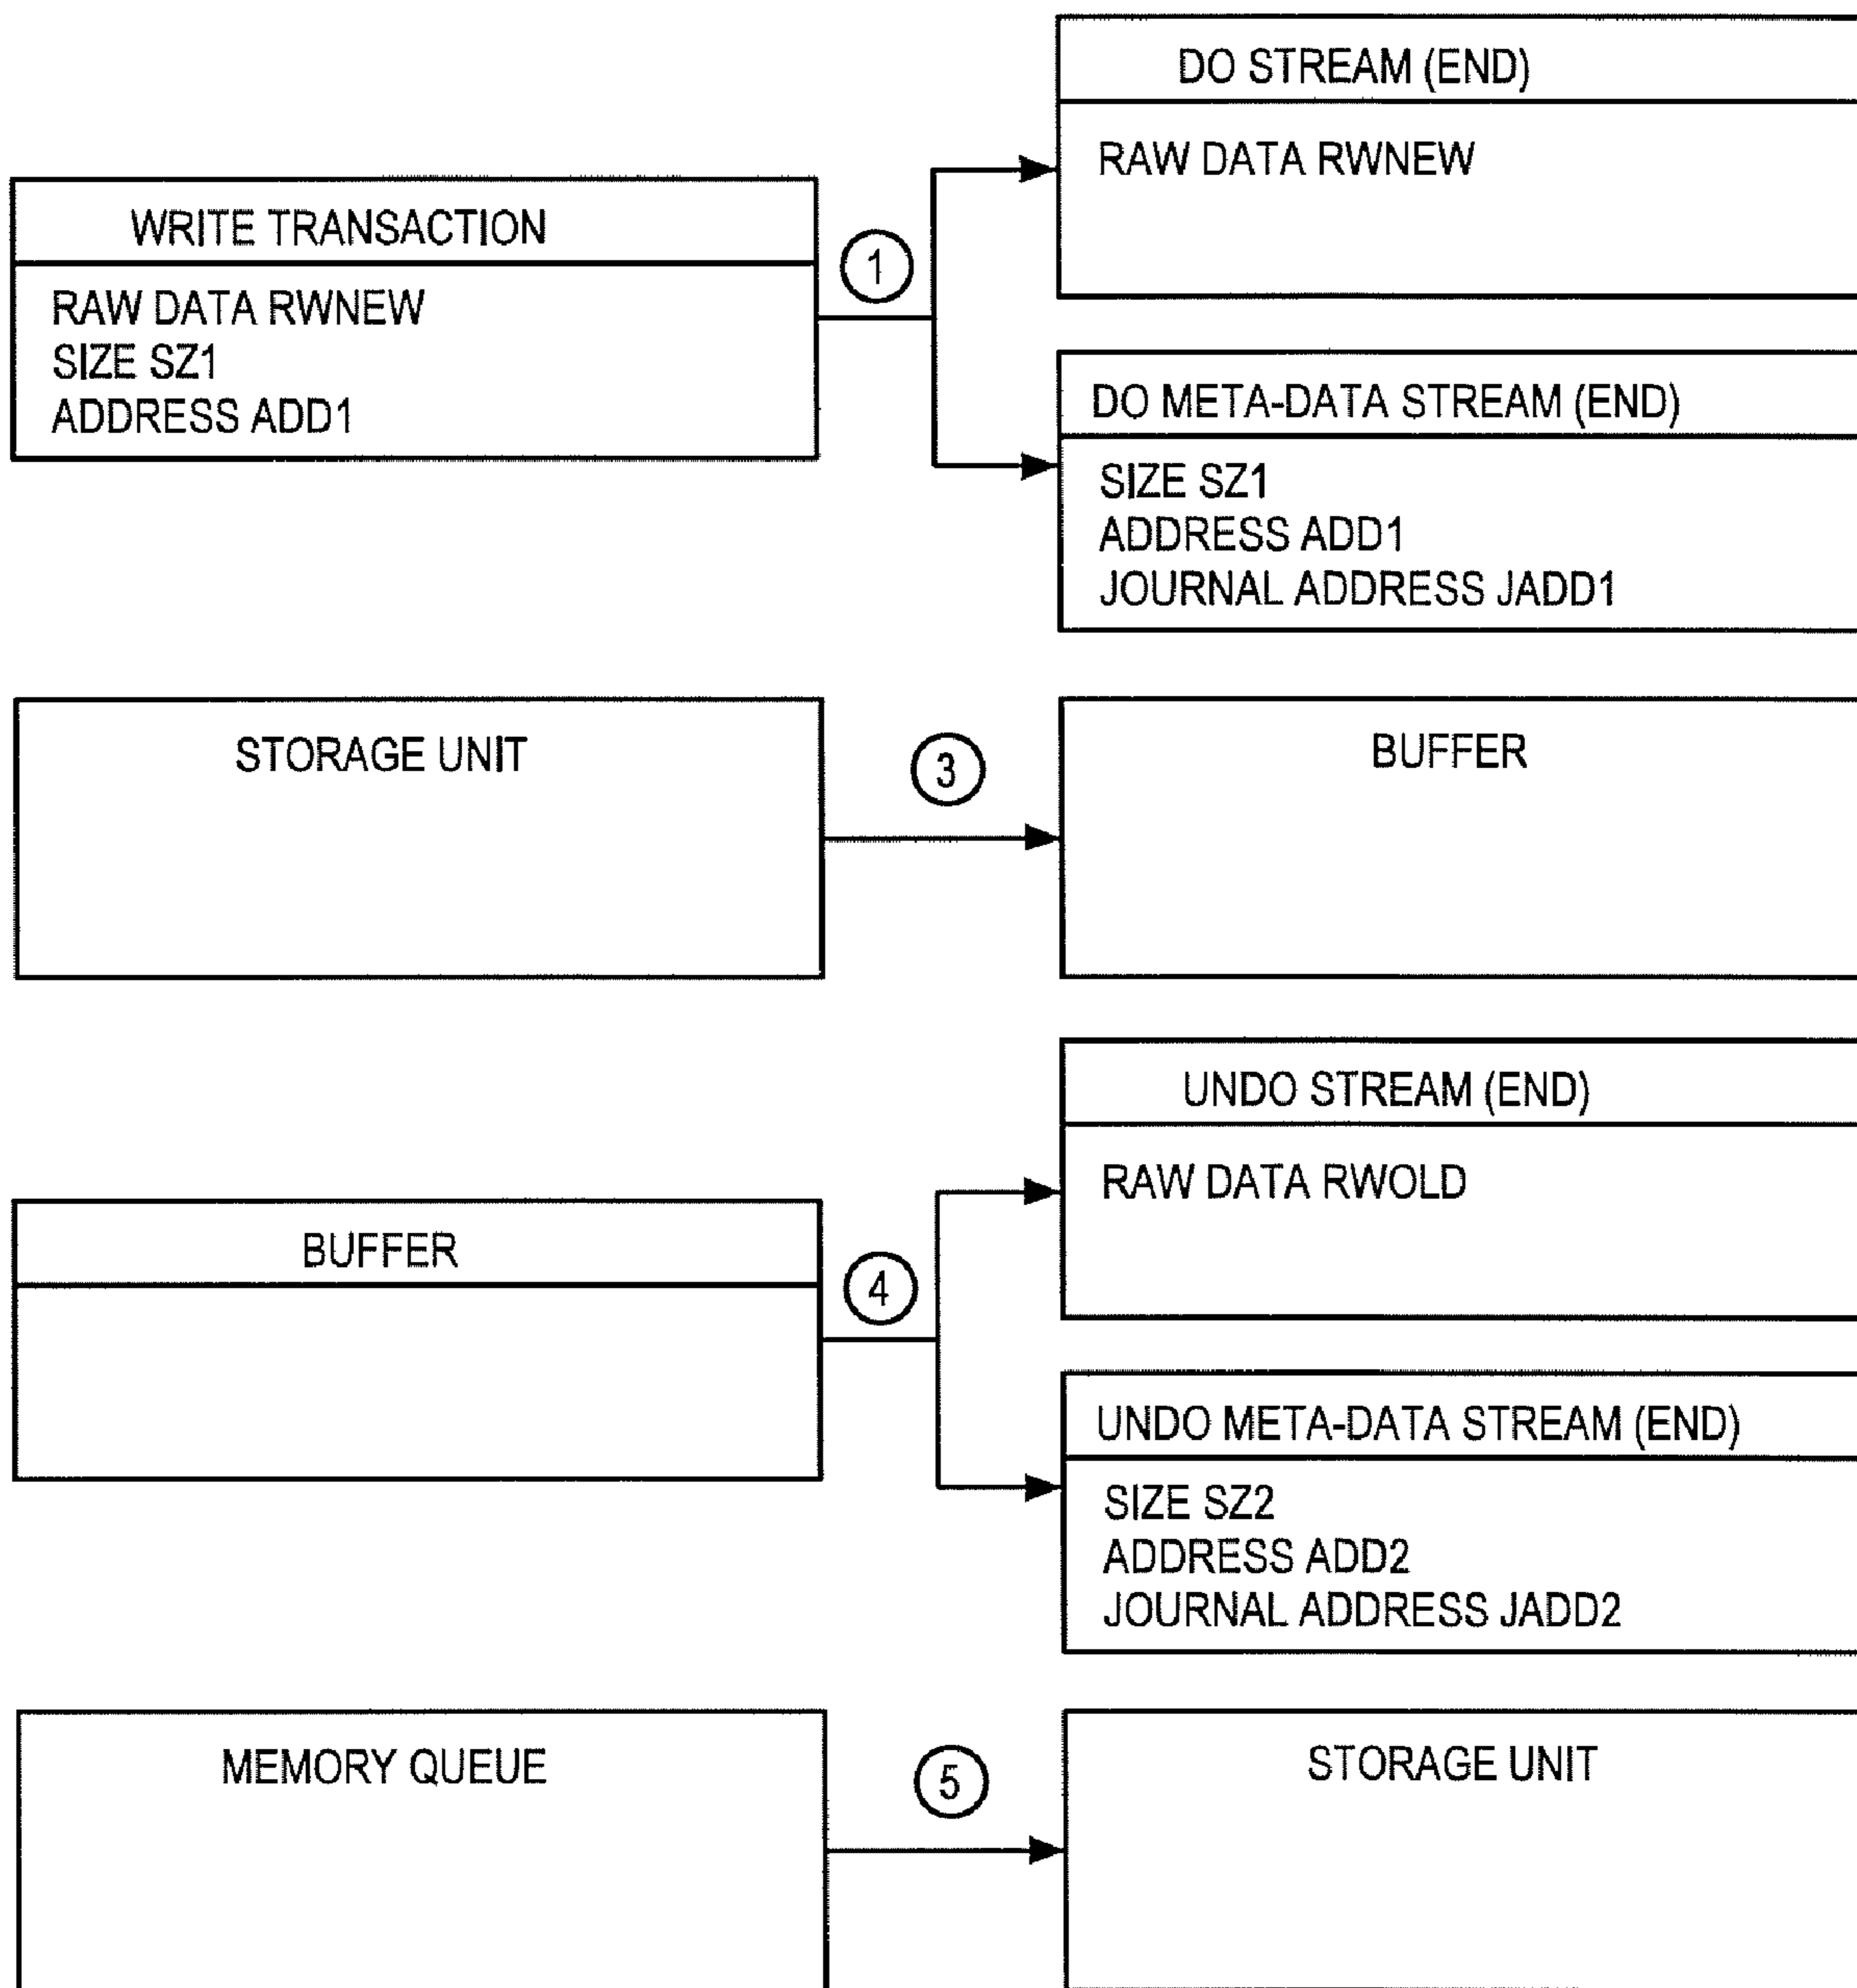 DO STREAM (END)
RAW DATA RWNEW
WRITE TRANSACTION
RAW DATA RWNEW
SIZE SZ1
ADDRESS ADD1
1
DO META-DATA STREAM (END)
SIZE SZ1
ADDRESS ADD1
JOURNAL ADDRESS JADD1
STORAGE UNIT
3
BUFFER
UNDO STREAM (END)
RAW DATA RWOLD
BUFFER
4
UNDO META-DATA STREAM (END)
SIZE SZ2
ADDRESS ADD2
JOURNAL ADDRESS JADD2
MEMORY QUEUE
5
STORAGE UNIT